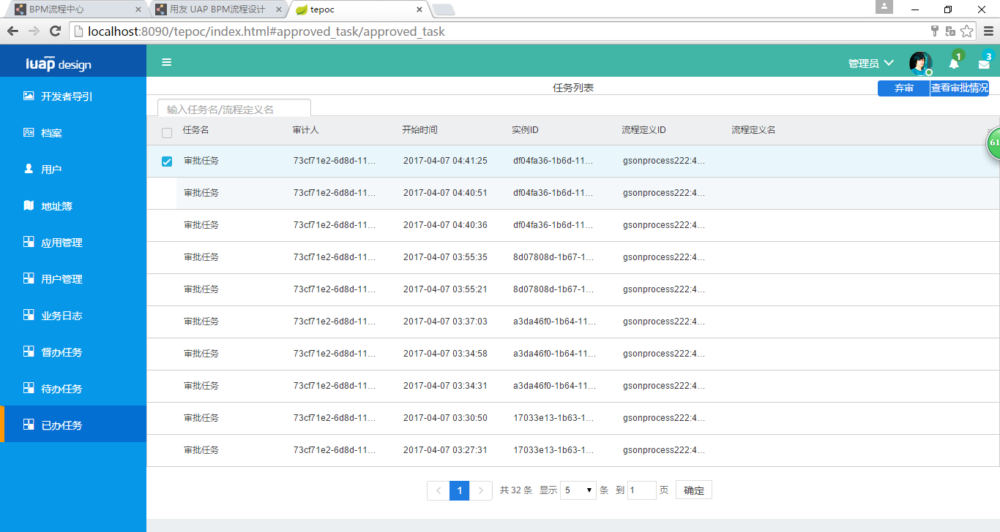 BPM流程中心 用友 UAP BPM流程设计 tepoc
localhost:8090/tepoc/index.html#approved_task/approved_task
iuap design 管理员 1 3
任务列表 弃审 查看审批情况
输入任务名/流程定义名
开发者导引
档案
用户
地址簿
应用管理
用户管理
业务日志
督办任务
待办任务
已办任务
任务名 审计人 开始时间 实例ID 流程定义ID 流程定义名
61
审批任务 73cf71e2-6d8d-11... 2017-04-07 04:41:25 df04fa36-1b6d-11... gsonprocess222:4...
审批任务 73cf71e2-6d8d-11... 2017-04-07 04:40:51 df04fa36-1b6d-11... gsonprocess222:4...
审批任务 73cf71e2-6d8d-11... 2017-04-07 04:40:36 df04fa36-1b6d-11... gsonprocess222:4...
审批任务 73cf71e2-6d8d-11... 2017-04-07 03:55:35 8d07808d-1b67-1... gsonprocess222:4...
审批任务 73cf71e2-6d8d-11... 2017-04-07 03:55:21 8d07808d-1b67-1... gsonprocess222:4...
审批任务 73cf71e2-6d8d-11... 2017-04-07 03:37:03 a3da46f0-1b64-11... gsonprocess222:4...
审批任务 73cf71e2-6d8d-11... 2017-04-07 03:34:58 a3da46f0-1b64-11... gsonprocess222:4...
审批任务 73cf71e2-6d8d-11... 2017-04-07 03:34:31 a3da46f0-1b64-11... gsonprocess222:4...
审批任务 73cf71e2-6d8d-11... 2017-04-07 03:30:50 17033e13-1b63-1... gsonprocess222:4...
审批任务 73cf71e2-6d8d-11... 2017-04-07 03:27:31 17033e13-1b63-1... gsonprocess222:4...
1 共 32 条 显示 5 条 到 1 页 确定